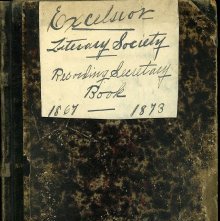 Excelsior
Literary Society
Recording Secretary
Book
1867 — 1873